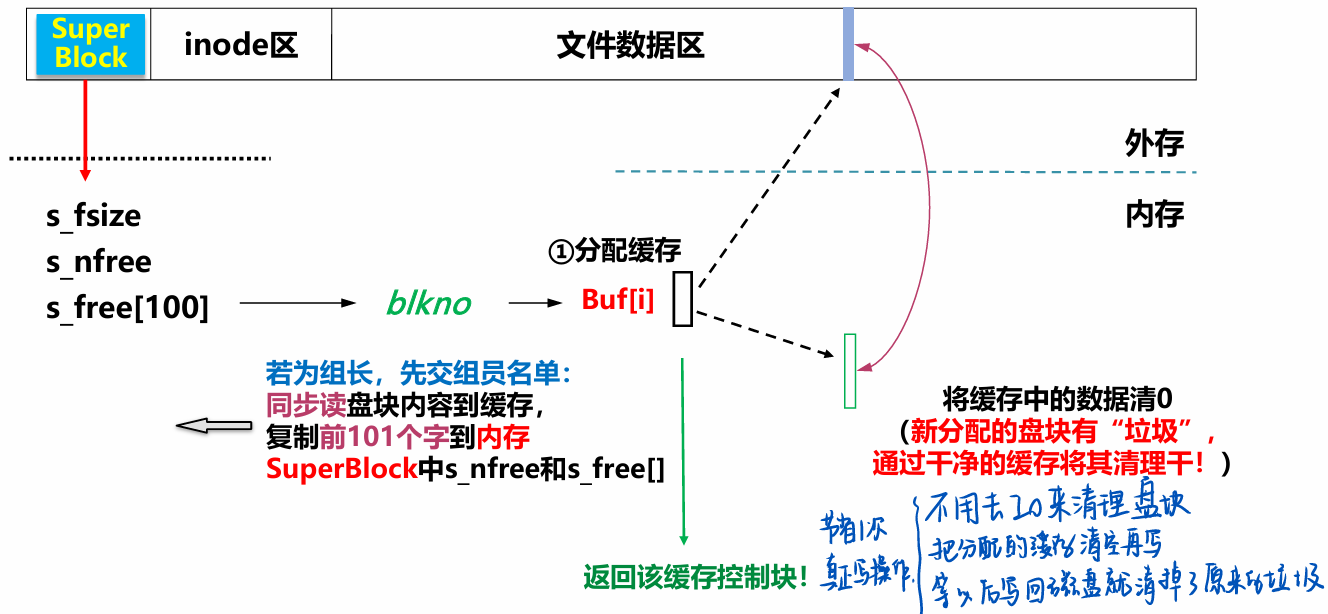 Super
Block
inode区
文件数据区
外存
内存
s_fsize
s_nfree
s_free[100]
blkno
①分配缓存
Buf[i]
若为组长，先交组员名单：
同步读盘块内容到缓存，
复制前101个字到内存
SuperBlock中s_nfree和s_free[]
将缓存中的数据清0
（新分配的盘块有“垃圾”，
通过干净的缓存将其清理干！）
返回该缓存控制块！
节省1次
真正写操作.
不用去IO来清理盘块
把分配的缓存清空再写
等以后写回磁盘就清掉了原来的垃圾